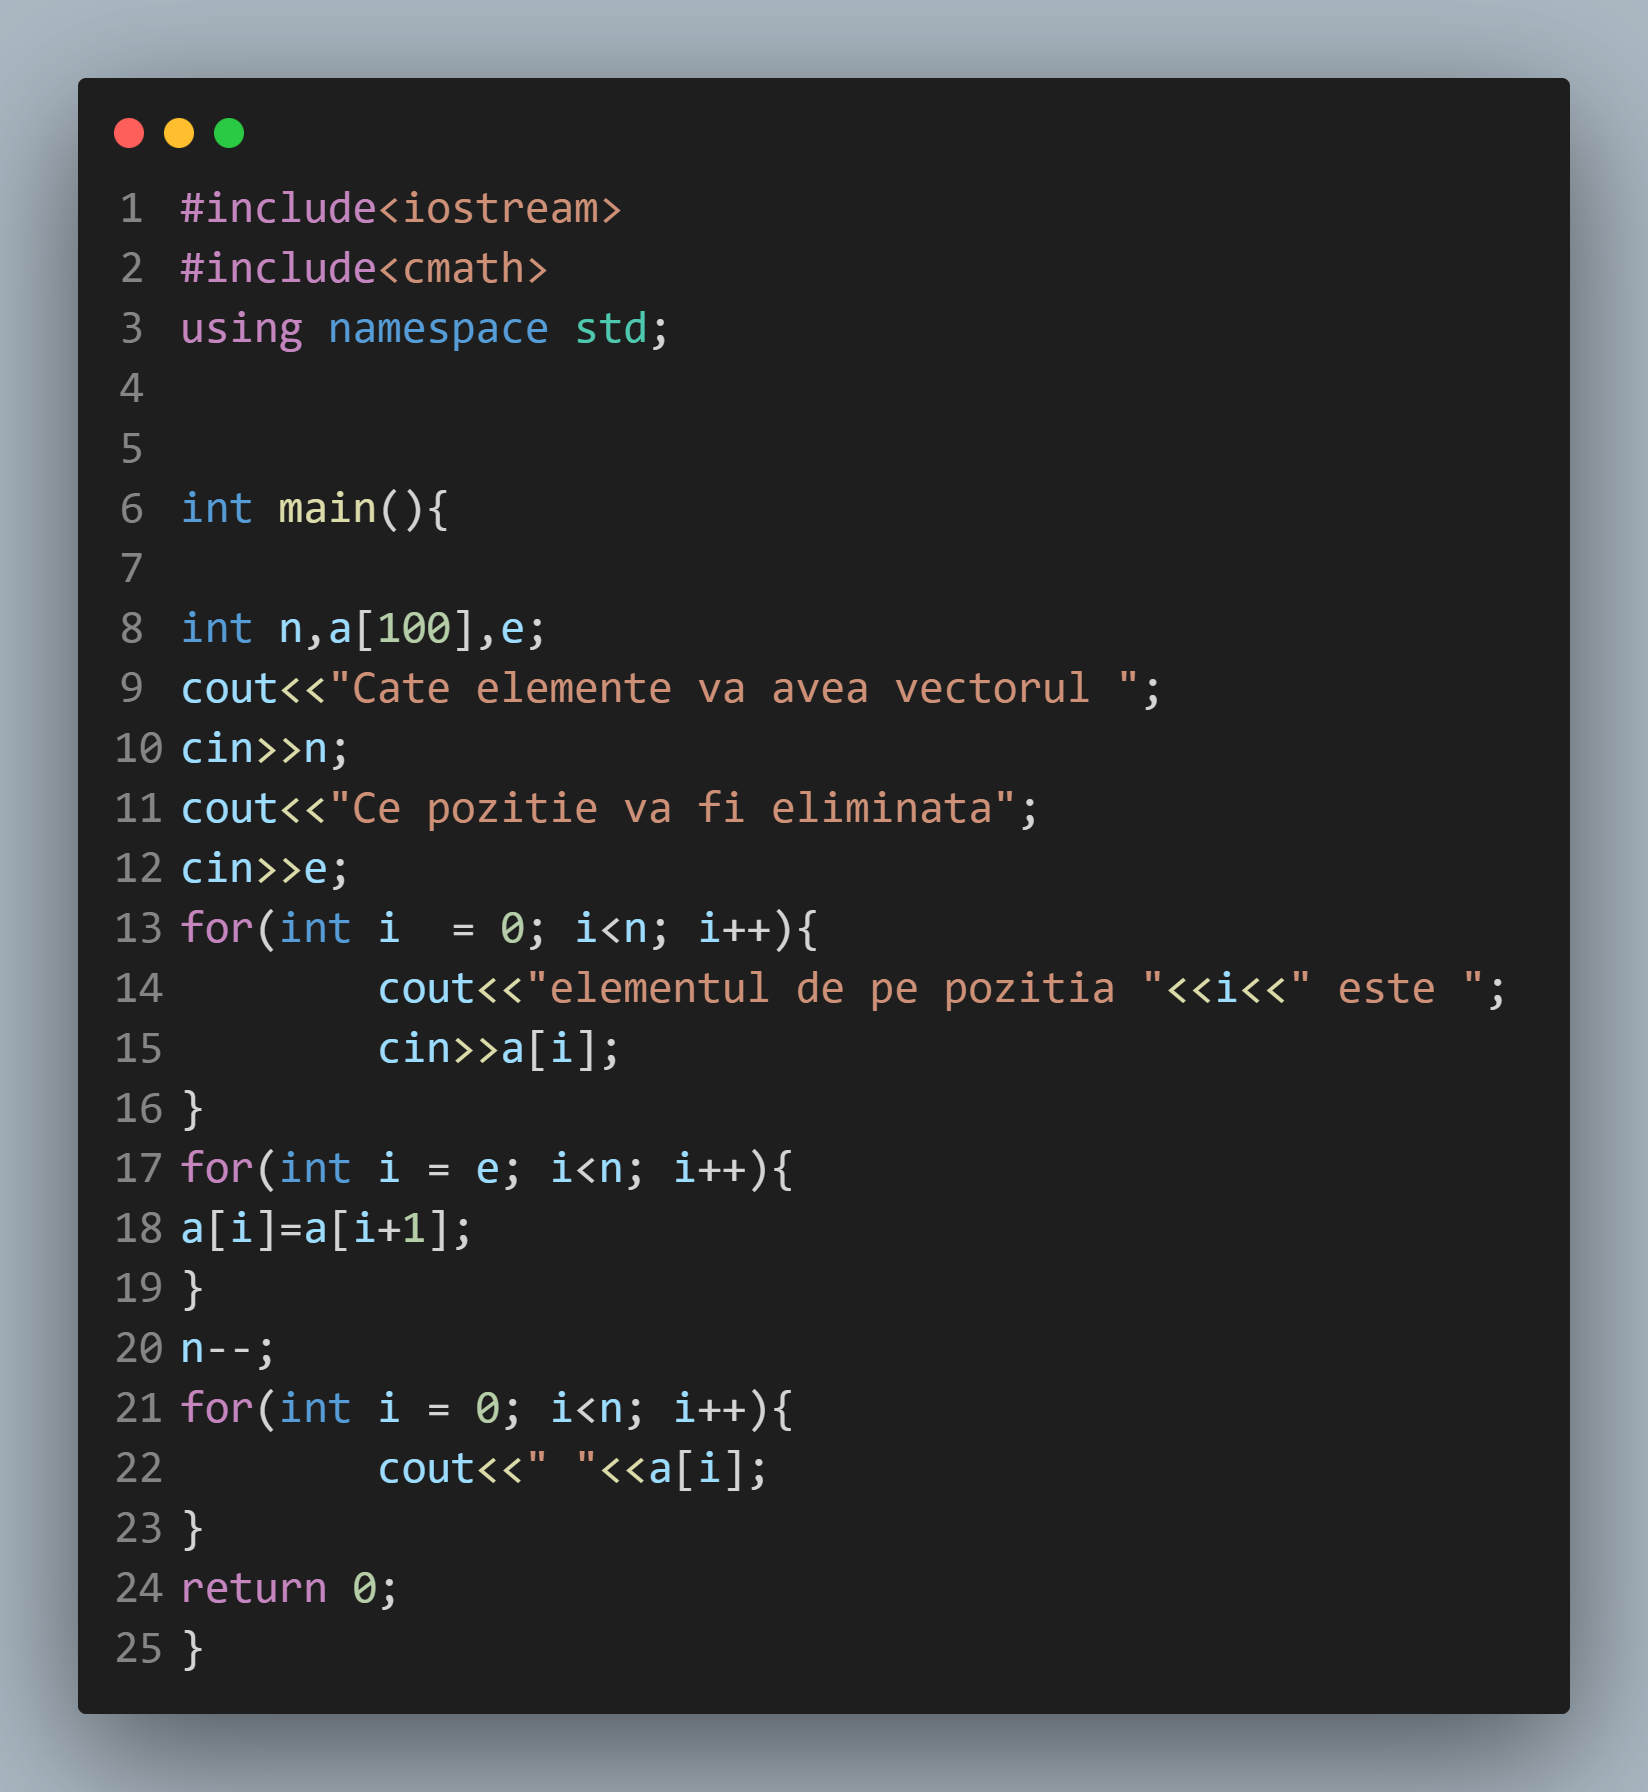 1 #include<iostream>
2 #include<cmath>
3 using namespace std;
4
5
6 int main(){
7
8 int n,a[100],e;
9 cout<<"Cate elemente va avea vectorul ";
10 cin>>n;
11 cout<<"Ce pozitie va fi eliminata";
12 cin>>e;
13 for(int i  = 0; i<n; i++){
14         cout<<"elementul de pe pozitia "<<i<<" este ";
15         cin>>a[i];
16 }
17 for(int i = e; i<n; i++){
18 a[i]=a[i+1];
19 }
20 n--;
21 for(int i = 0; i<n; i++){
22         cout<<" "<<a[i];
23 }
24 return 0;
25 }